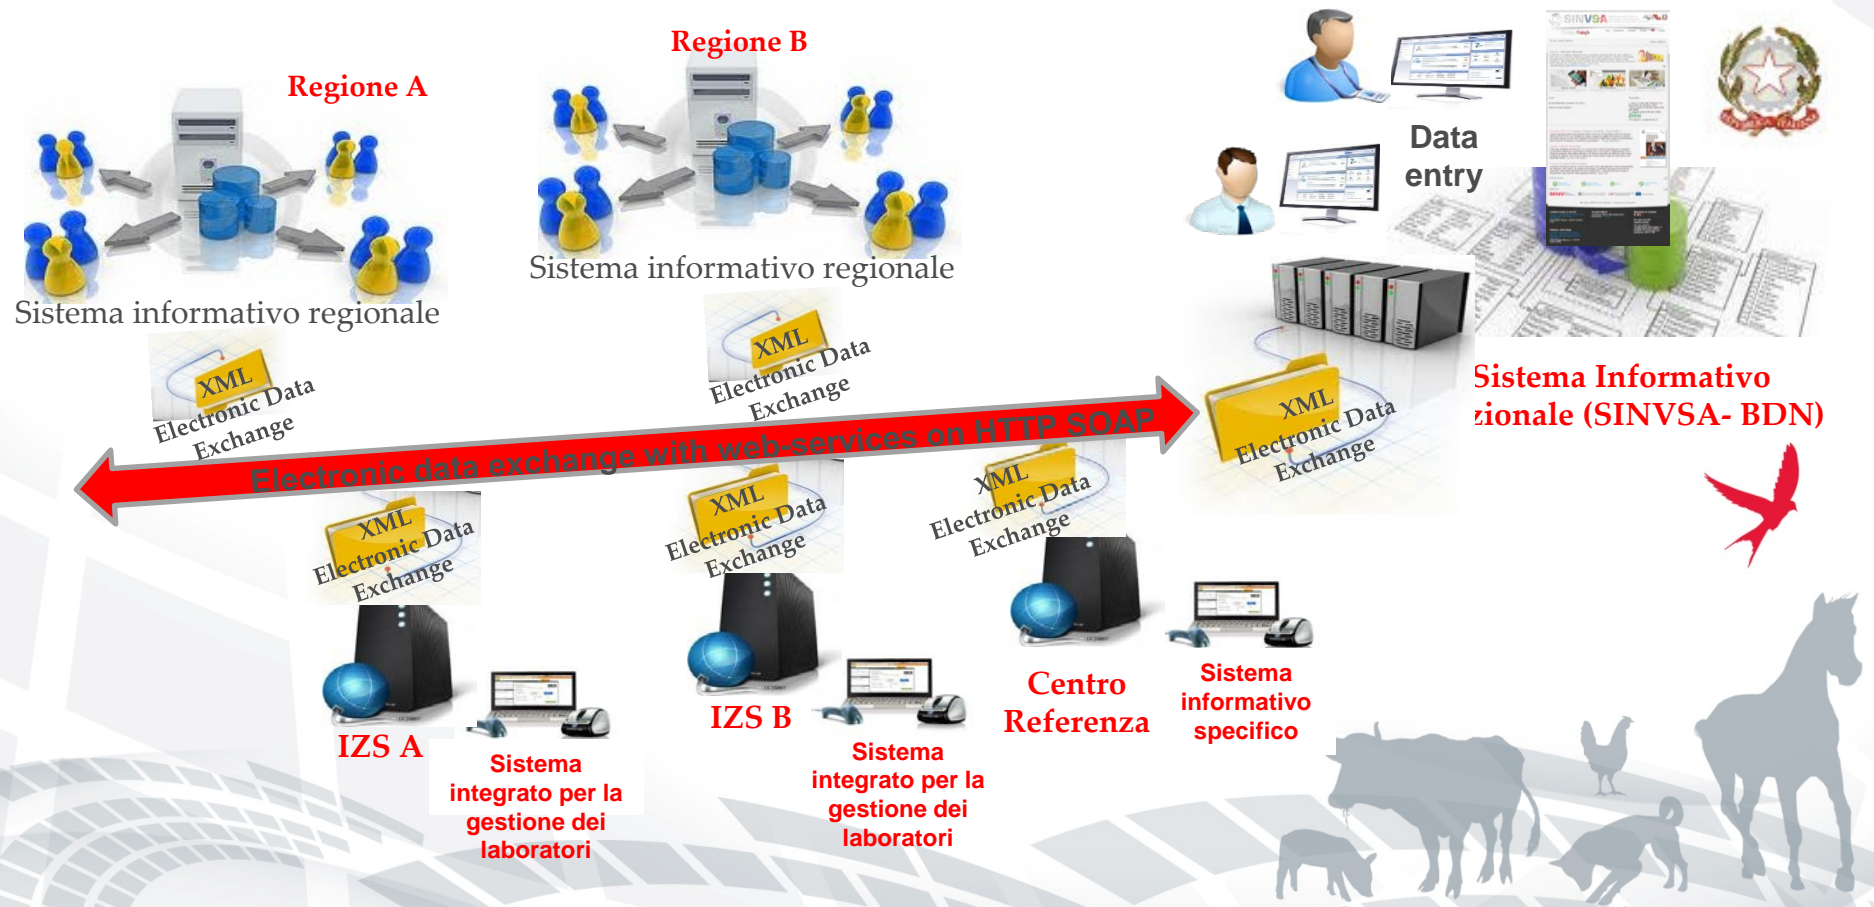 Regione A
Regione B
Sistema informativo regionale
Sistema informativo regionale
Data
entry
SINVSA
REPVBBLICA ITALIANA
XML
Electronic Data
Exchange
XML
Electronic Data
Exchange
Electronic data exchange with web-services on HTTP SOAP
XML
Electronic Data
Exchange
Sistema Informativo
zionale (SINVSA- BDN)
XML
Electronic Data
Exchange
XML
Electronic Data
Exchange
XML
Electronic Data
Exchange
IZS A
Sistema
integrato per la
gestione dei
laboratori
IZS B
Sistema
integrato per la
gestione dei
laboratori
Centro
Referenza
Sistema
informativo
specifico